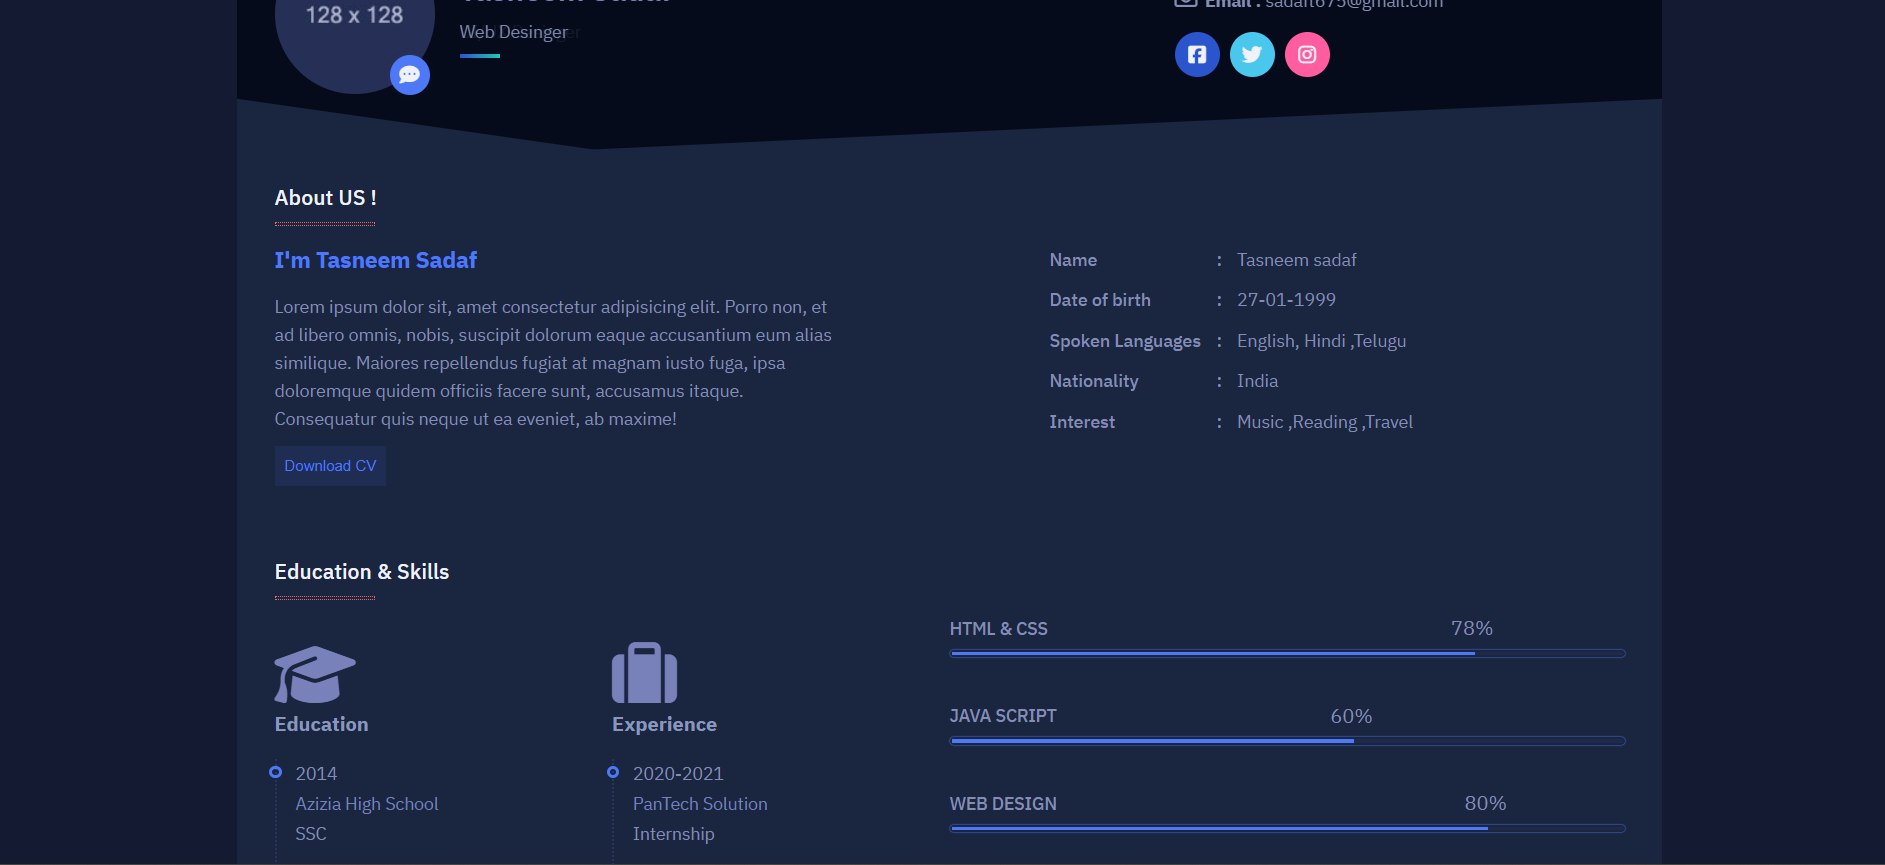 128 x 128
Web Desinger
Email : sadaft675@gmail.com
About US !
I'm Tasneem Sadaf
Lorem ipsum dolor sit, amet consectetur adipisicing elit. Porro non, et
ad libero omnis, nobis, suscipit dolorum eaque accusantium eum alias
similique. Maiores repellendus fugiat at magnam iusto fuga, ipsa
doloremque quidem officiis facere sunt, accusamus itaque.
Consequatur quis neque ut ea eveniet, ab maxime!
Download CV
Name : Tasneem sadaf
Date of birth : 27-01-1999
Spoken Languages : English, Hindi ,Telugu
Nationality : India
Interest : Music ,Reading ,Travel
Education & Skills
Education
2014
Azizia High School
SSC
Experience
2020-2021
PanTech Solution
Internship
HTML & CSS 78%
JAVA SCRIPT 60%
WEB DESIGN 80%